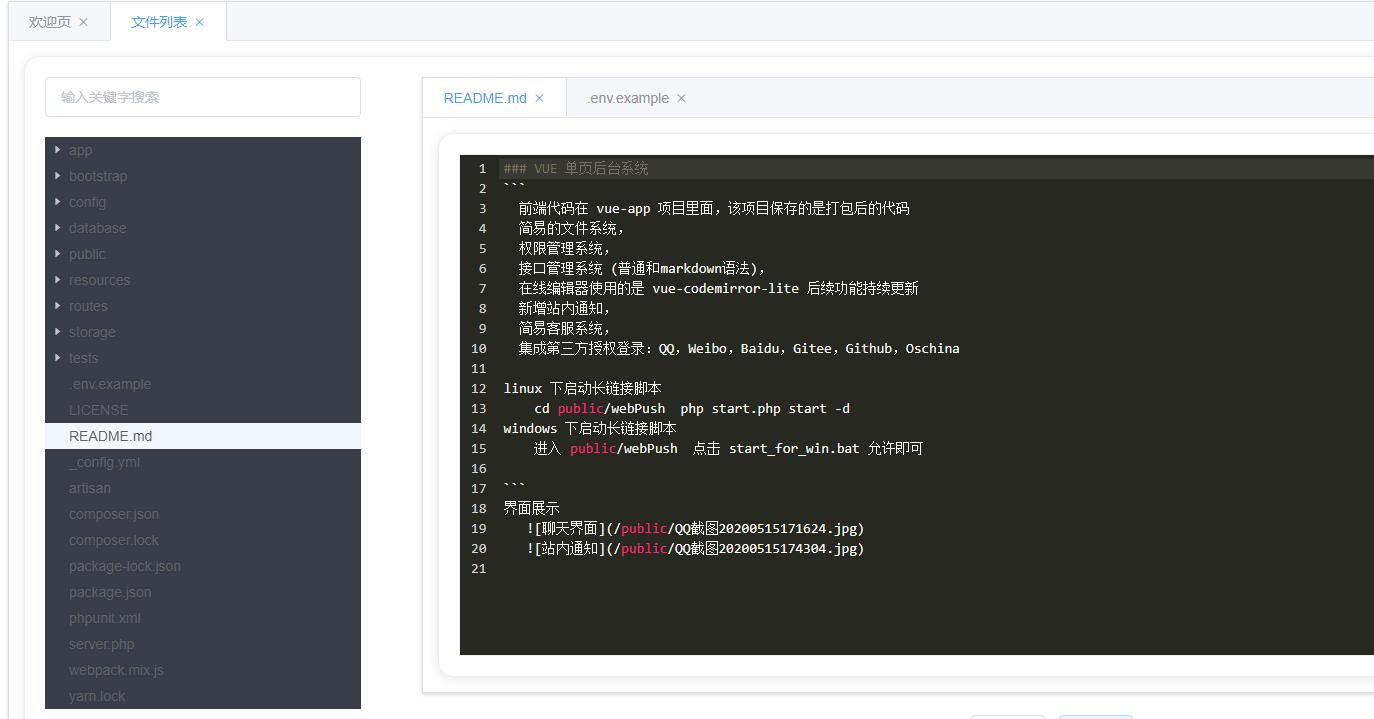 欢迎页 ×
文件列表 ×
输入关键字搜索
app
bootstrap
config
database
public
resources
routes
storage
tests
.env.example
LICENSE
README.md
_config.yml
artisan
composer.json
composer.lock
package-lock.json
package.json
phpunit.xml
server.php
webpack.mix.js
yarn.lock
README.md ×
.env.example ×
1 ### VUE 单页后台系统
2 ```
3 前端代码在 vue-app 项目里面，该项目保存的是打包后的代码
4 简易的文件系统，
5 权限管理系统，
6 接口管理系统 (普通和markdown语法)，
7 在线编辑器使用的是 vue-codemirror-lite 后续功能持续更新
8 新增站内通知，
9 简易客服系统，
10 集成第三方授权登录：QQ，Weibo，Baidu，Gitee，Github，Oschina
11
12 linux 下启动长链接脚本
13 cd public/webPush  php start.php start -d
14 windows 下启动长链接脚本
15 进入 public/webPush  点击 start_for_win.bat 允许即可
16
17 ```
18 界面展示
19 ![聊天界面](/public/QQ截图20200515171624.jpg)
20 ![站内通知](/public/QQ截图20200515174304.jpg)
21